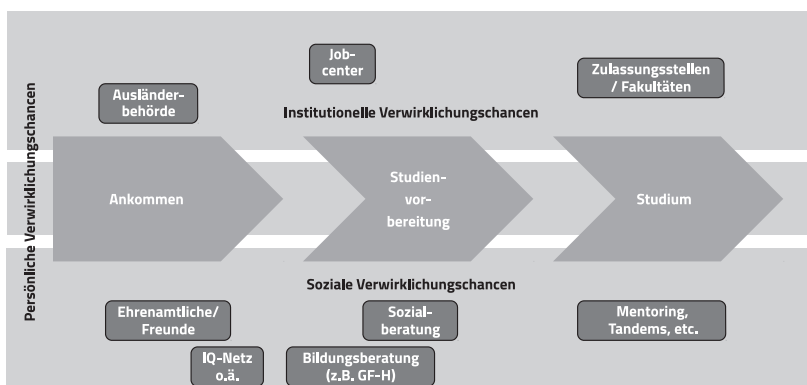 Persönliche Verwirklichungschancen
Job-
center
Ausländer-
behörde
Zulassungsstellen
/ Fakultäten
Institutionelle Verwirklichungschancen
Ankommen
Studien-
vor-
bereitung
Studium
Soziale Verwirklichungschancen
Ehrenamtliche/
Freunde
Sozial-
beratung
Mentoring,
Tandems, etc.
IQ-Netz
o.ä.
Bildungsberatung
(z.B. GF-H)